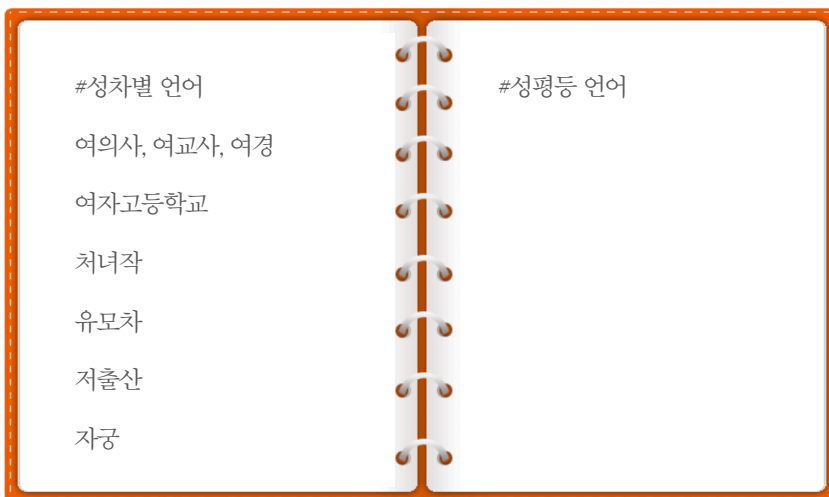 #성차별 언어
여의사, 여교사, 여경
여자고등학교
처녀작
유모차
저출산
자궁
#성평등 언어